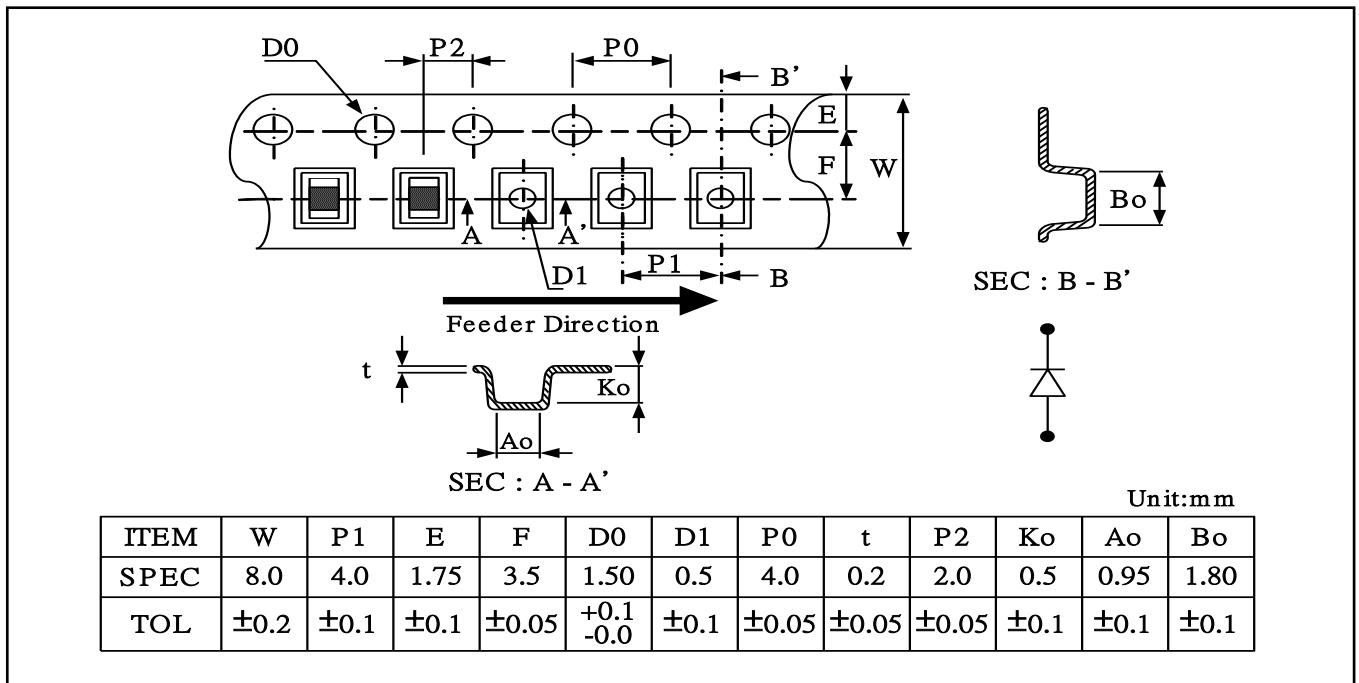 D0 P2 P0 B’
E
F W
A A’
D1 P1 B
Feeder Direction
Bo
SEC : B - B’
t Ko
Ao
SEC : A - A’
Unit:mm
ITEM W P1 E F D0 D1 P0 t P2 Ko Ao Bo
SPEC 8.0 4.0 1.75 3.5 1.50 0.5 4.0 0.2 2.0 0.5 0.95 1.80
TOL ±0.2 ±0.1 ±0.1 ±0.05 +0.1 -0.0 ±0.1 ±0.05 ±0.05 ±0.05 ±0.1 ±0.1 ±0.1